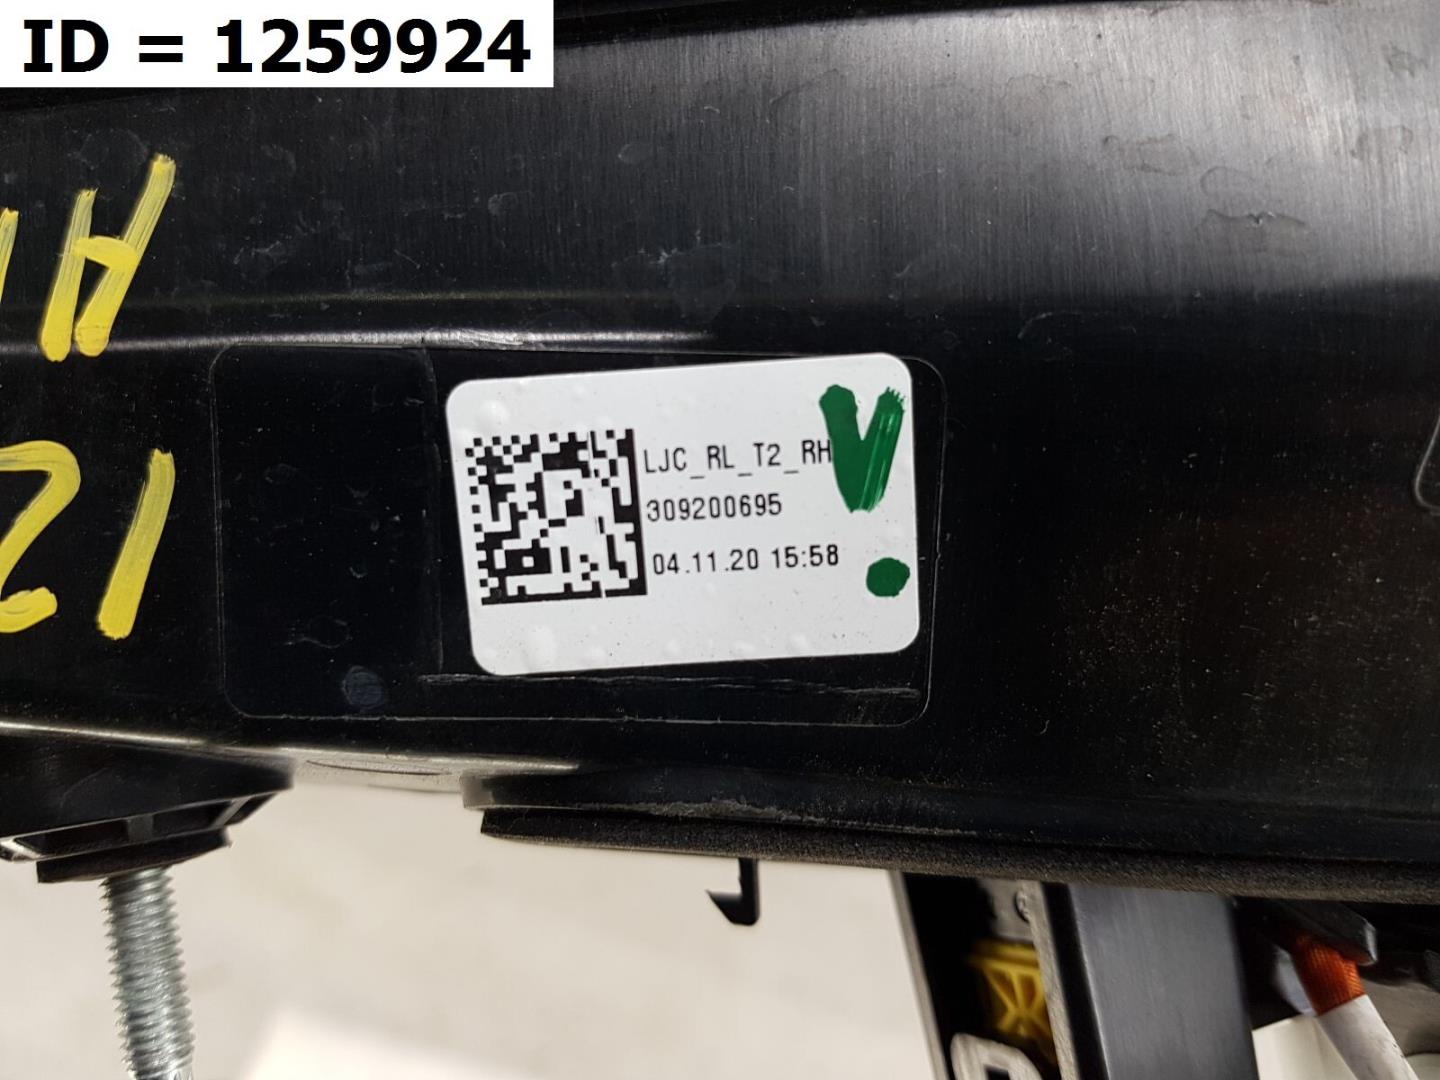 ID = 1259924
LJC_RL_T2_RH
309200695
04.11.20 15:58